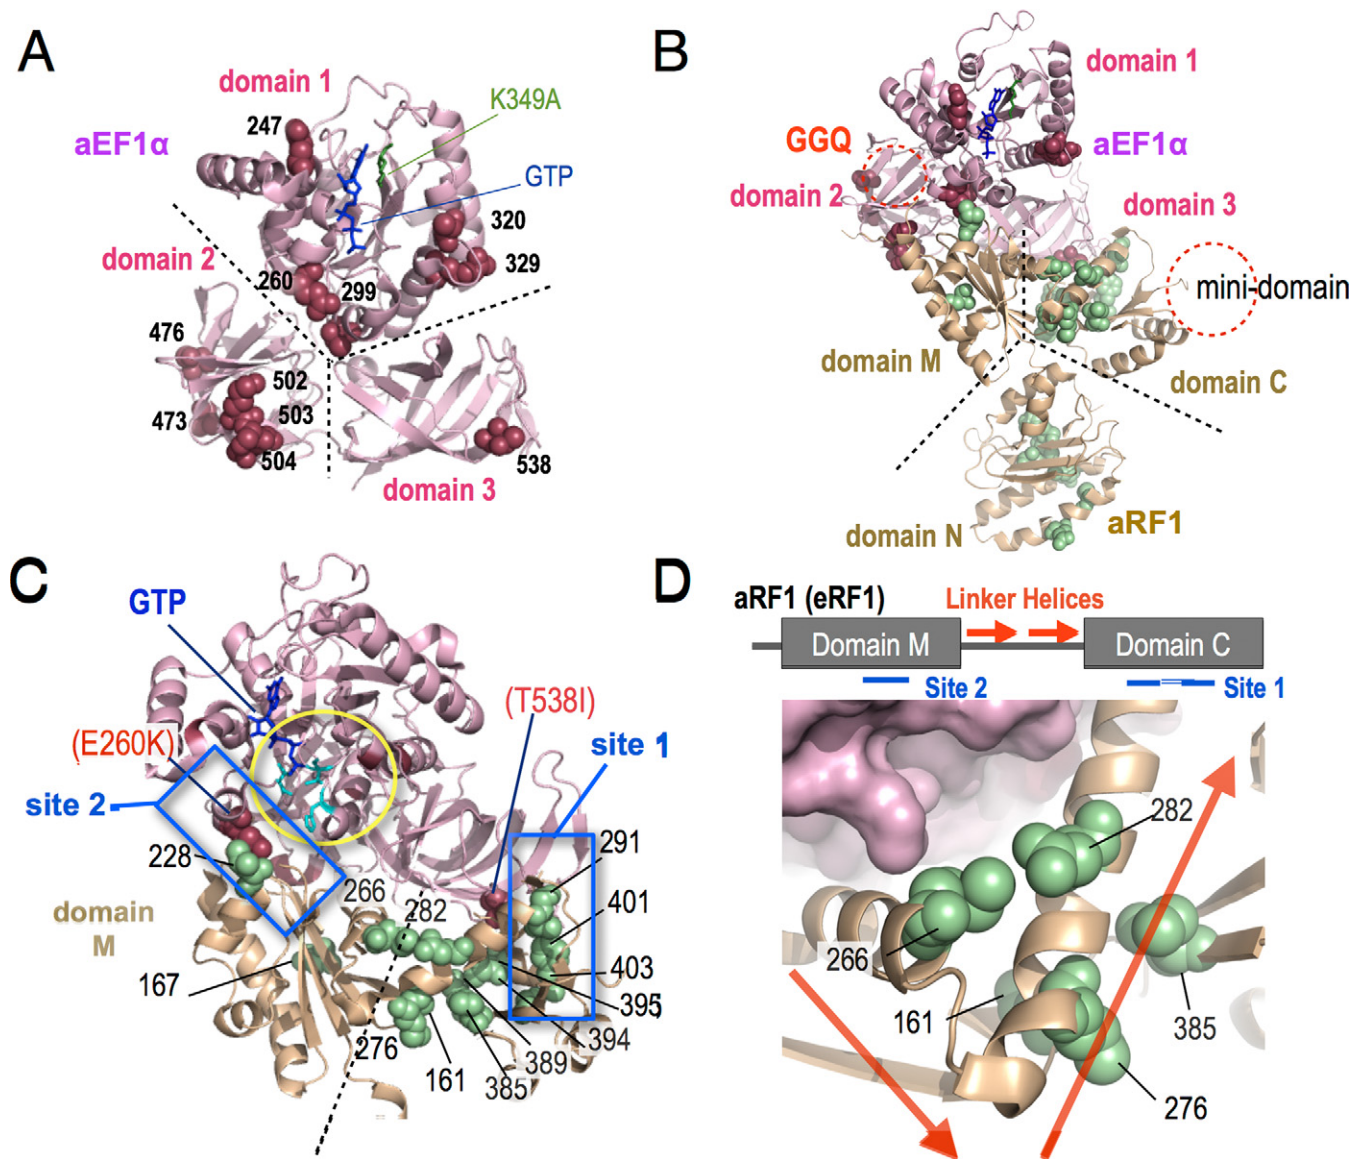 A
domain 1
K349A
247
aEF1α
GTP
320
domain 2
260
299
329
476
502
473
503
504
538
domain 3
B
domain 1
GGQ
aEF1α
domain 2
domain 3
mini-domain
domain M
domain C
domain N
aRF1
C
GTP
(T538I)
(E260K)
site 1
site 2
228
291
266
282
401
domain
M
167
403
395
394
276
161
389
385
D
aRF1 (eRF1)
Linker Helices
Domain M
Domain C
Site 2
Site 1
282
266
161
385
276